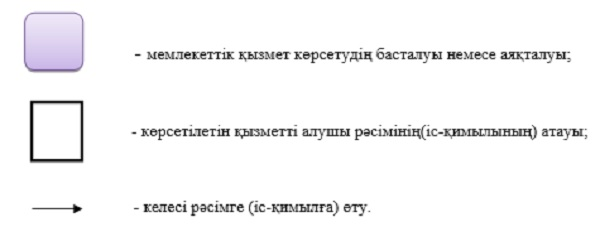 - мемлекеттік қызмет көрсетудің басталуы немесе аяқталуы;
- көрсетілетін қызметті алушы рәсімінің(іс-қимылының) атауы;
- келесі рәсімге (іс-қимылға) өту.